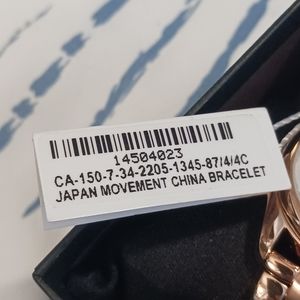 14504023
CA-150-7-34-2205-1345-87/4/4C
JAPAN MOVEMENT CHINA BRACELET